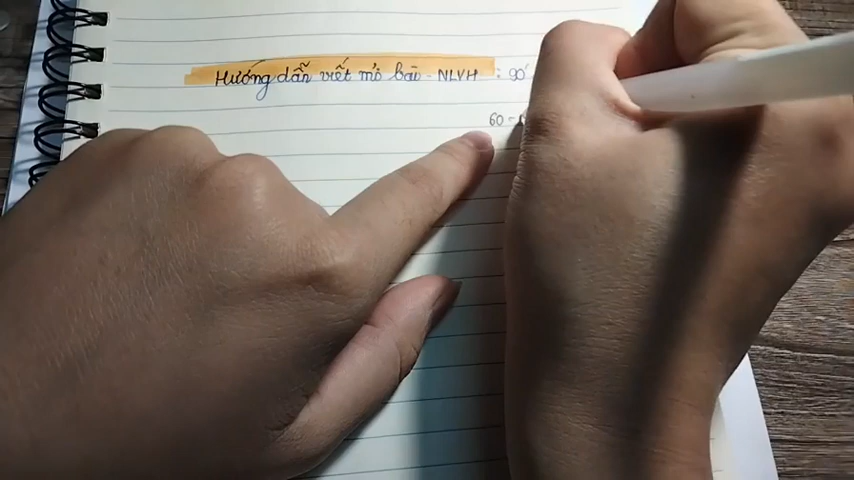 Hướng dẫn viết mở bài - NLVH : 90'
60 -